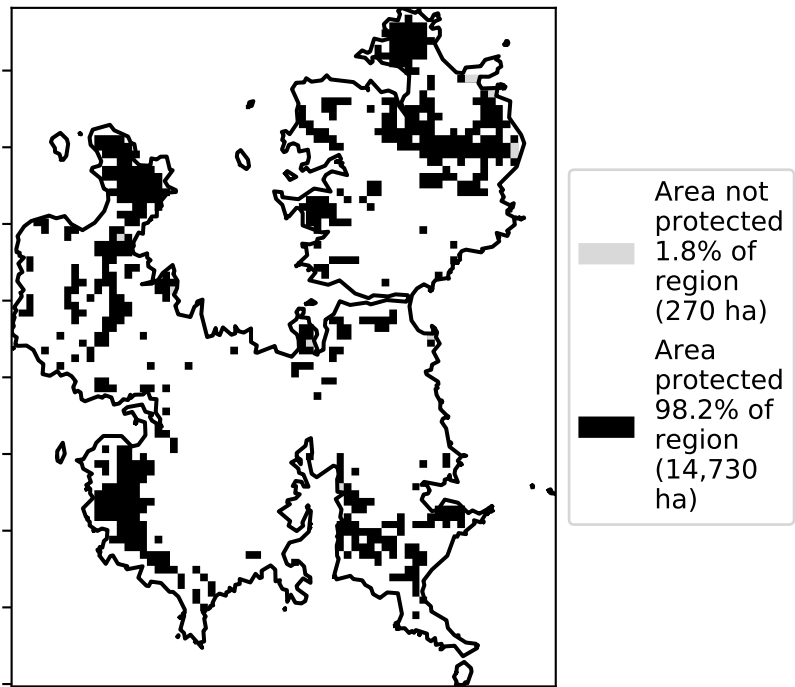 Area not
protected
1.8% of
region
(270 ha)
Area
protected
98.2% of
region
(14,730
ha)